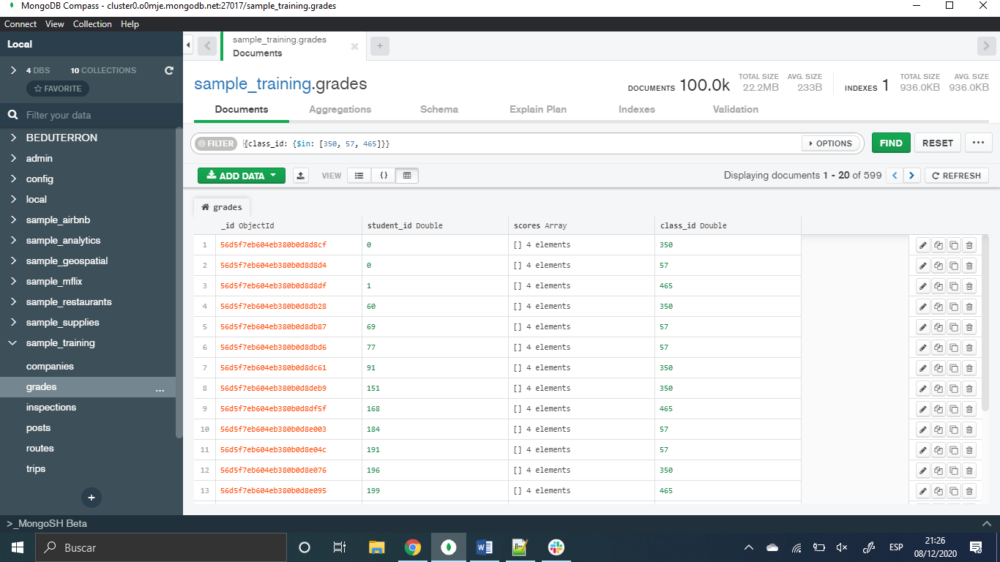 MongoDB Compass - cluster0.o0mje.mongodb.net:27017/sample_training.grades
Connect View Collection Help
Local
4 DBS 10 COLLECTIONS
FAVORITE
Filter your data
BEDUTERRON
admin
config
local
sample_airbnb
sample_analytics
sample_geospatial
sample_mflix
sample_restaurants
sample_supplies
sample_training
companies
grades ...
inspections
posts
routes
trips
+
sample_training.grades
Documents
+
sample_training.grades
DOCUMENTS 100.0k TOTAL SIZE 22.2MB AVG. SIZE 233B INDEXES 1 TOTAL SIZE 936.0KB AVG. SIZE 936.0KB
Documents Aggregations Schema Explain Plan Indexes Validation
FILTER {class_id: {$in: [350, 57, 465]}} OPTIONS FIND RESET ...
ADD DATA VIEW {} Displaying documents 1 - 20 of 599 < > REFRESH
grades
_id ObjectId student_id Double scores Array class_id Double
1 56d5f7eb604eb380b0d8d8cf 0 [] 4 elements 350
2 56d5f7eb604eb380b0d8d8d4 0 [] 4 elements 57
3 56d5f7eb604eb380b0d8d8df 1 [] 4 elements 465
4 56d5f7eb604eb380b0d8db28 60 [] 4 elements 350
5 56d5f7eb604eb380b0d8db87 69 [] 4 elements 57
6 56d5f7eb604eb380b0d8dbd6 77 [] 4 elements 57
7 56d5f7eb604eb380b0d8dc61 91 [] 4 elements 350
8 56d5f7eb604eb380b0d8deb9 151 [] 4 elements 350
9 56d5f7eb604eb380b0d8df5f 168 [] 4 elements 465
10 56d5f7eb604eb380b0d8e003 184 [] 4 elements 57
11 56d5f7eb604eb380b0d8e04c 191 [] 4 elements 57
12 56d5f7eb604eb380b0d8e076 196 [] 4 elements 350
13 56d5f7eb604eb380b0d8e095 199 [] 4 elements 465
>_MongoSH Beta
Buscar
ESP
21:26
08/12/2020